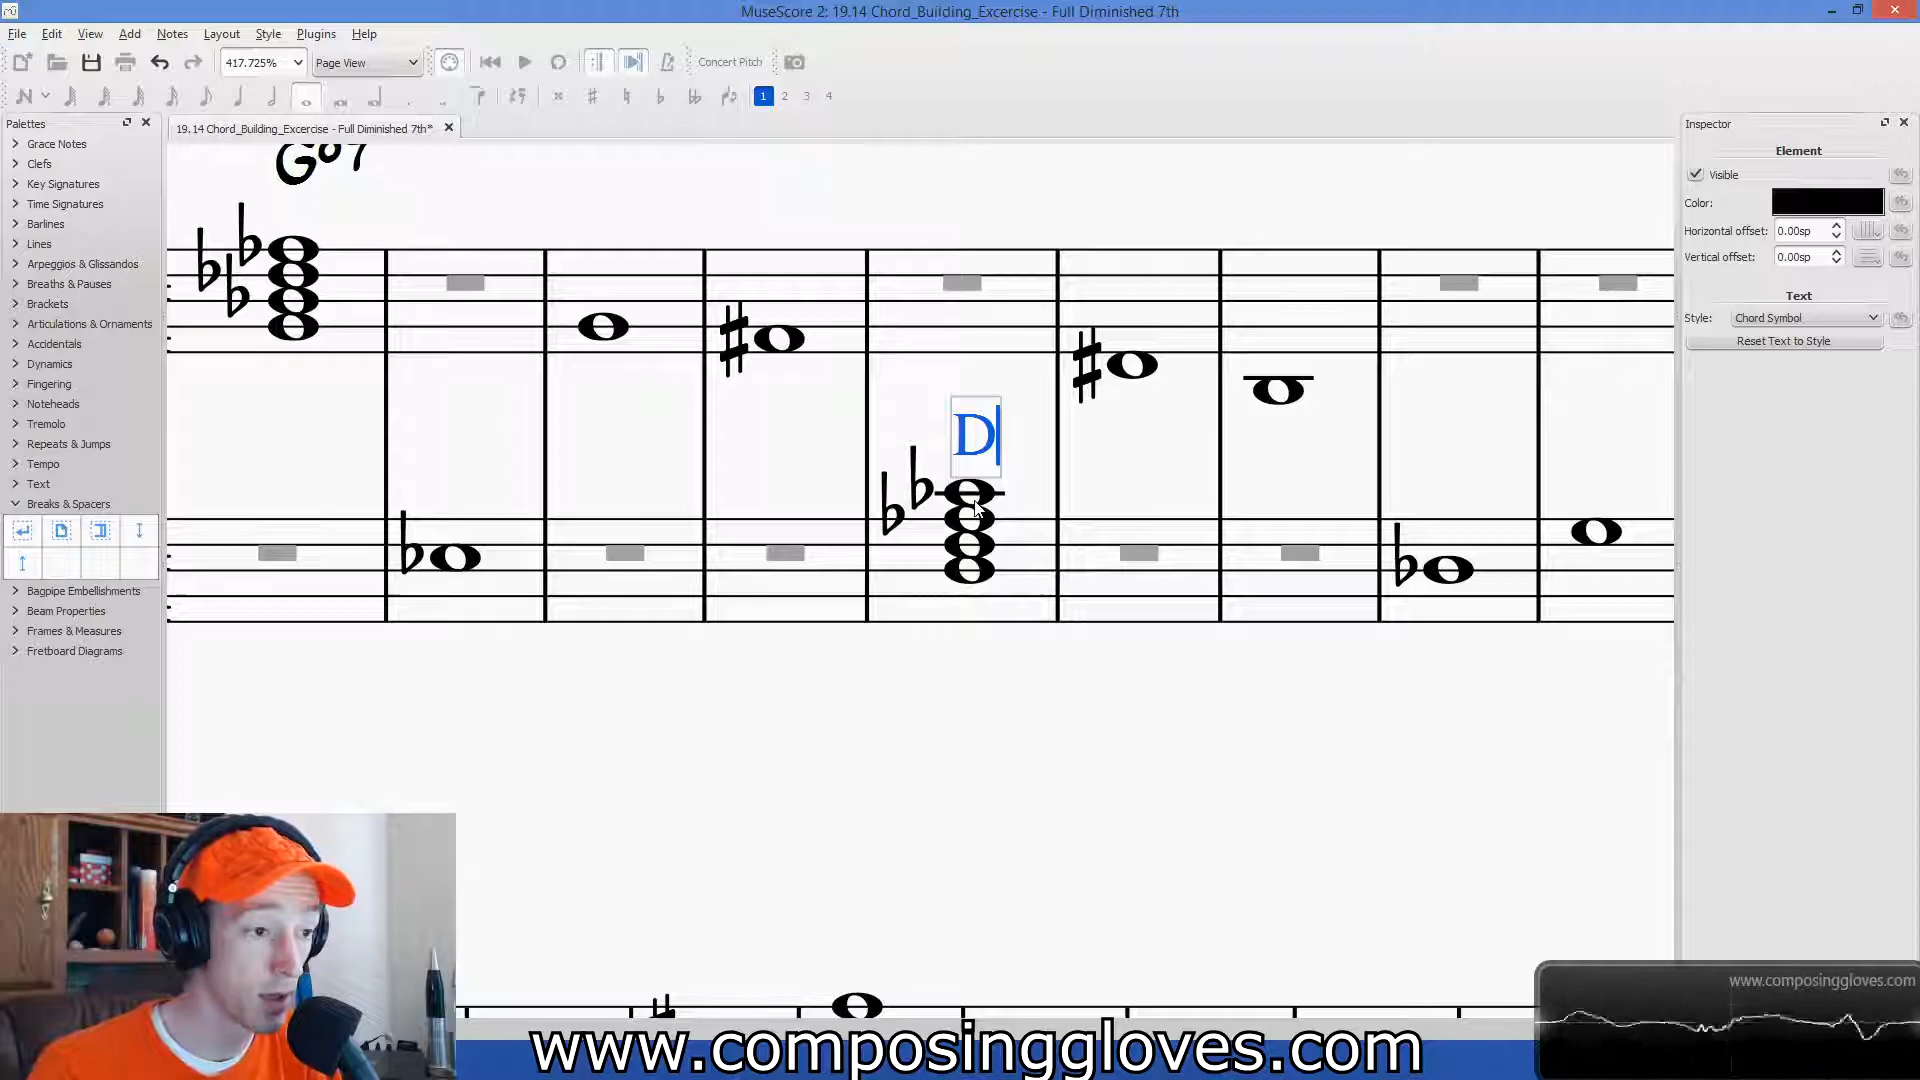 MuseScore 2: 19.14 Chord_Building_Excercise - Full Diminished 7th
File Edit View Add Notes Layout Style Plugins Help
417.725% Page View Concert Pitch
1 2 3 4
Palettes
19.14 Chord_Building_Excercise - Full Diminished 7th*
Inspector
Grace Notes
Clefs
Key Signatures
Time Signatures
Barlines
Lines
Arpeggios & Glissandos
Breaths & Pauses
Brackets
Articulations & Ornaments
Accidentals
Dynamics
Fingering
Noteheads
Tremolo
Repeats & Jumps
Tempo
Text
Breaks & Spacers
Bagpipe Embellishments
Beam Properties
Frames & Measures
Fretboard Diagrams
Go7
D
Element
Visible
Color:
Horizontal offset: 0.00sp
Vertical offset: 0.00sp
Text
Style: Chord Symbol
Reset Text to Style
www.composinggloves.com
www.composinggloves.com